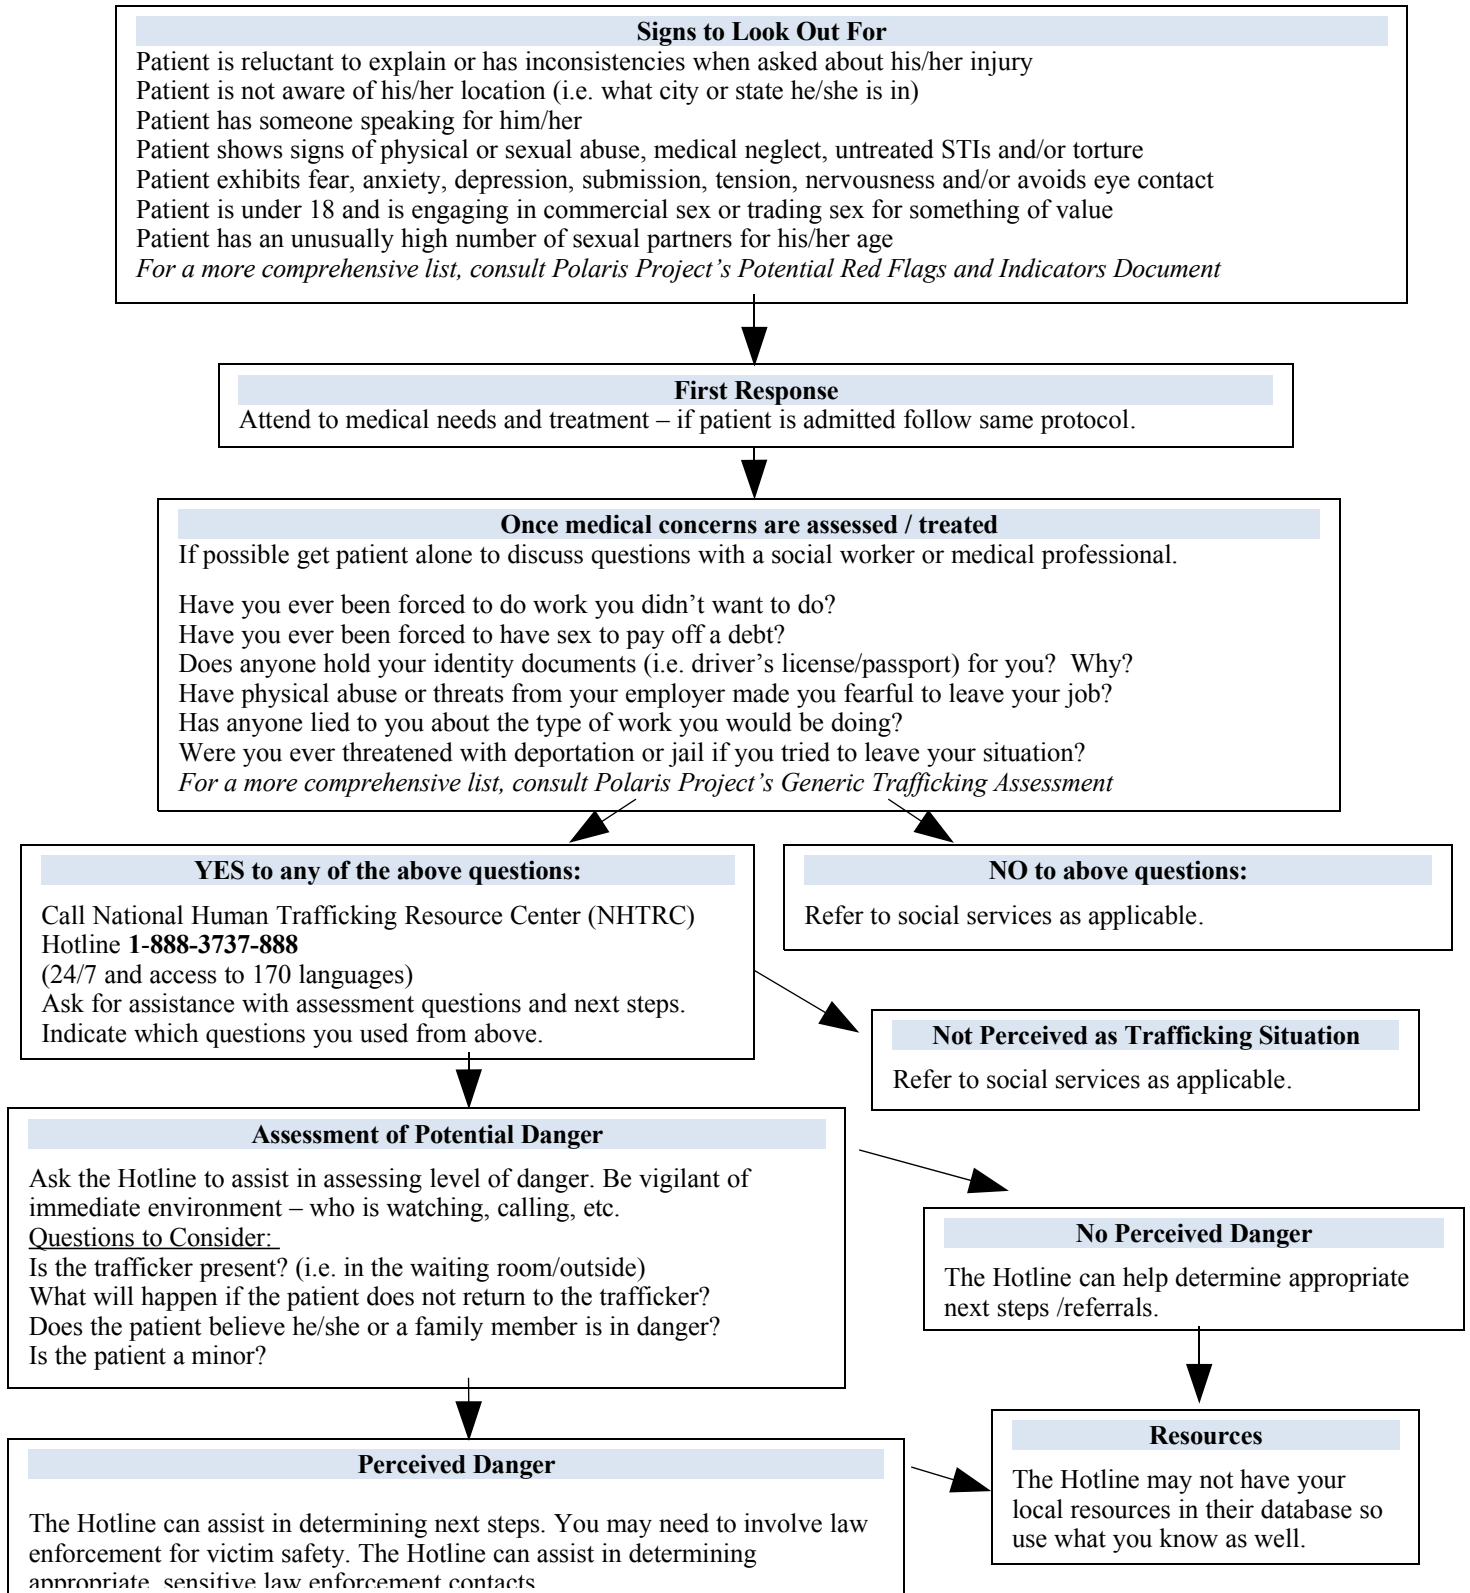 Signs to Look Out For
Patient is reluctant to explain or has inconsistencies when asked about his/her injury
Patient is not aware of his/her location (i.e. what city or state he/she is in)
Patient has someone speaking for him/her
Patient shows signs of physical or sexual abuse, medical neglect, untreated STIs and/or torture
Patient exhibits fear, anxiety, depression, submission, tension, nervousness and/or avoids eye contact
Patient is under 18 and is engaging in commercial sex or trading sex for something of value
Patient has an unusually high number of sexual partners for his/her age
For a more comprehensive list, consult Polaris Project’s Potential Red Flags and Indicators Document
First Response
Attend to medical needs and treatment – if patient is admitted follow same protocol.
Once medical concerns are assessed / treated
If possible get patient alone to discuss questions with a social worker or medical professional.
Have you ever been forced to do work you didn’t want to do?
Have you ever been forced to have sex to pay off a debt?
Does anyone hold your identity documents (i.e. driver’s license/passport) for you?  Why?
Have physical abuse or threats from your employer made you fearful to leave your job?
Has anyone lied to you about the type of work you would be doing?
Were you ever threatened with deportation or jail if you tried to leave your situation?
For a more comprehensive list, consult Polaris Project’s Generic Trafficking Assessment
YES to any of the above questions:
Call National Human Trafficking Resource Center (NHTRC)
Hotline 1-888-3737-888
(24/7 and access to 170 languages)
Ask for assistance with assessment questions and next steps.
Indicate which questions you used from above.
NO to above questions:
Refer to social services as applicable.
Not Perceived as Trafficking Situation
Refer to social services as applicable.
Assessment of Potential Danger
Ask the Hotline to assist in assessing level of danger. Be vigilant of
immediate environment – who is watching, calling, etc.
Questions to Consider:
Is the trafficker present? (i.e. in the waiting room/outside)
What will happen if the patient does not return to the trafficker?
Does the patient believe he/she or a family member is in danger?
Is the patient a minor?
No Perceived Danger
The Hotline can help determine appropriate
next steps /referrals.
Perceived Danger
The Hotline can assist in determining next steps. You may need to involve law
enforcement for victim safety. The Hotline can assist in determining
appropriate, sensitive law enforcement contacts
Resources
The Hotline may not have your
local resources in their database so
use what you know as well.